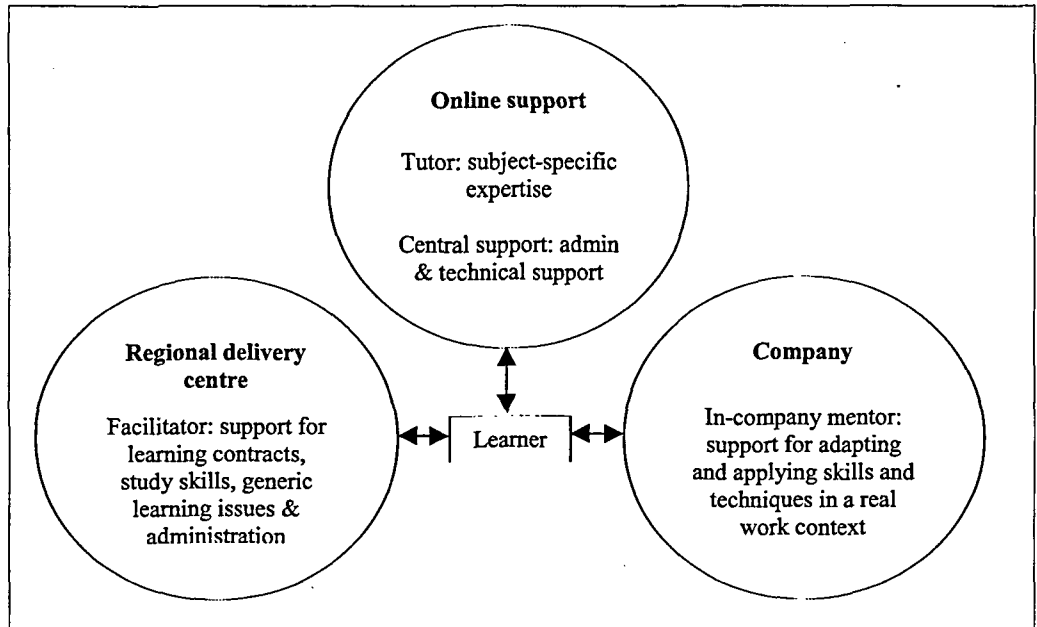 Online support
Tutor: subject-specific
expertise
Central support: admin
& technical support
Regional delivery
centre
Facilitator: support for
learning contracts,
study skills, generic
learning issues &
administration
Learner
Company
In-company mentor:
support for adapting
and applying skills and
techniques in a real
work context